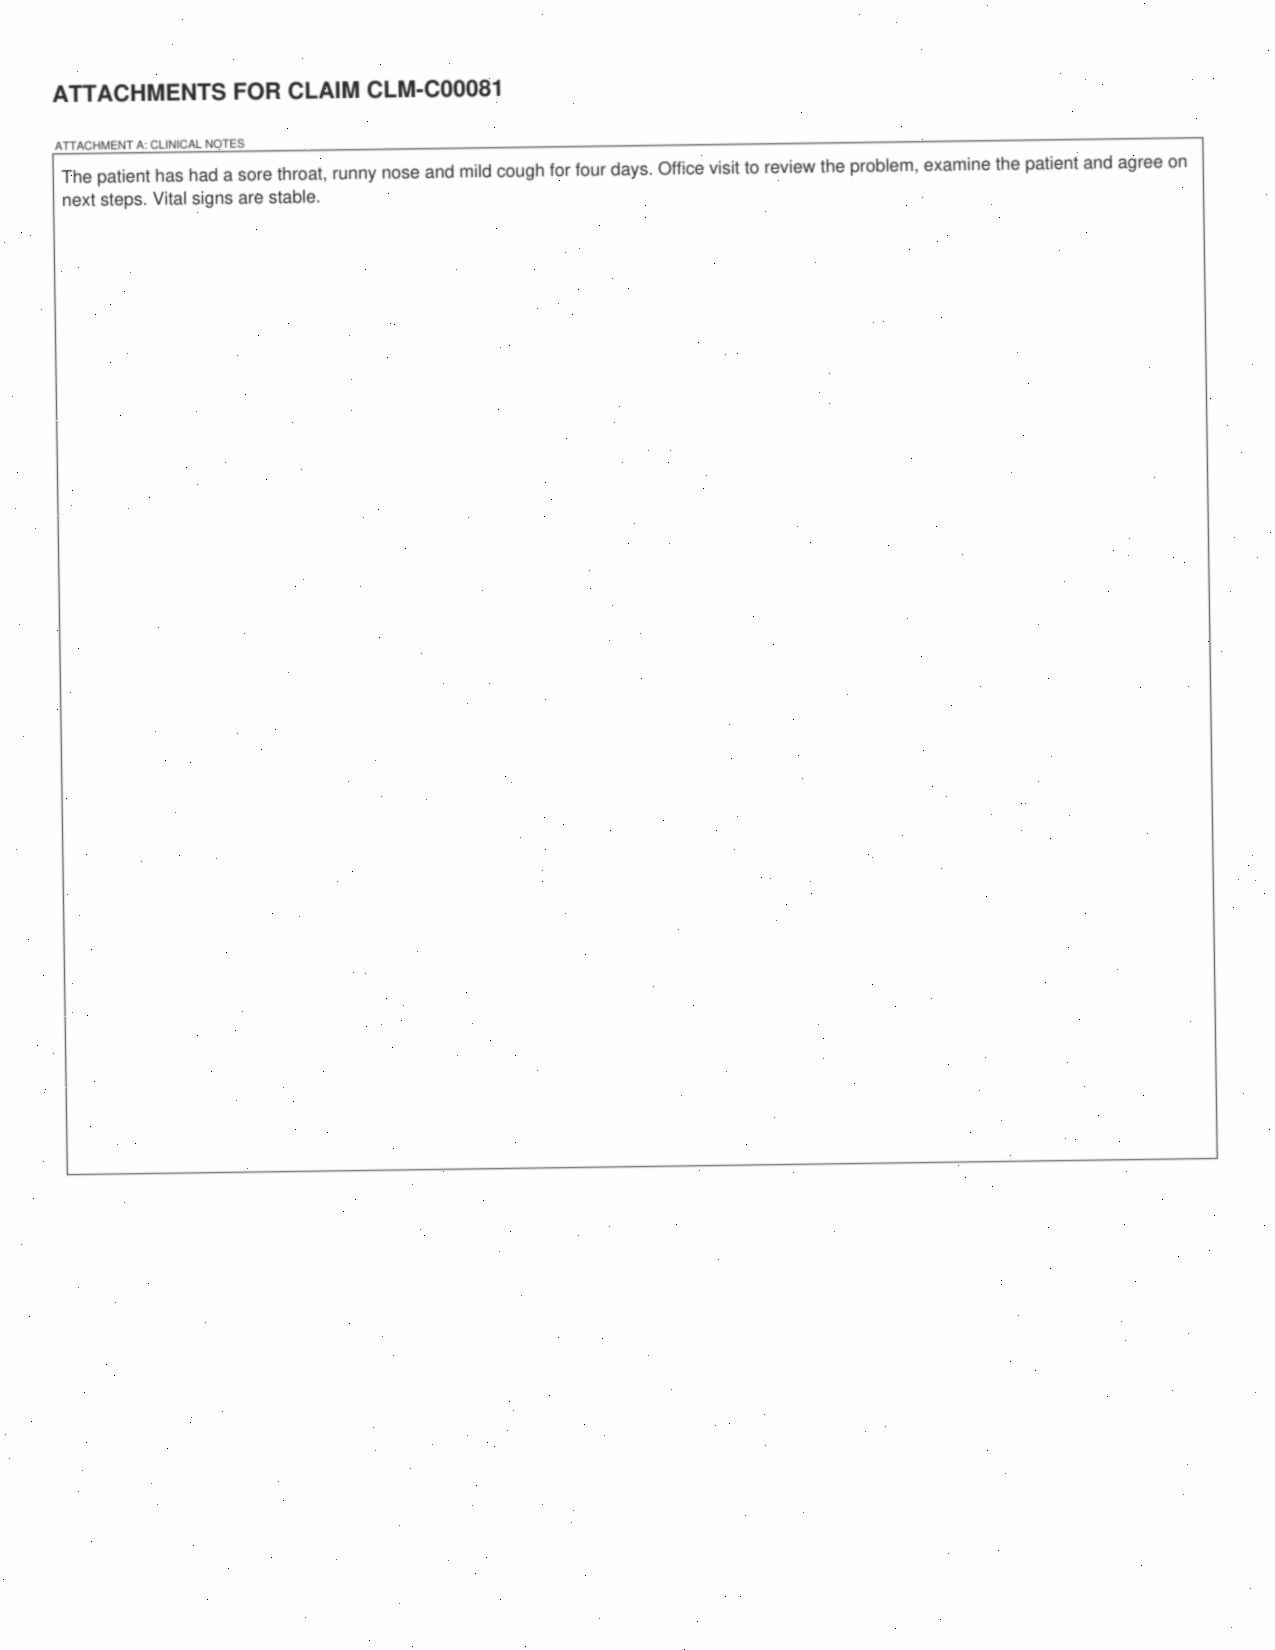 ATTACHMENTS FOR CLAIM CLM-C00081
ATTACHMENT A: CLINICAL NOTES
The patient has had a sore throat, runny nose and mild cough for four days. Office visit to review the problem, examine the patient and agree on
next steps. Vital signs are stable.